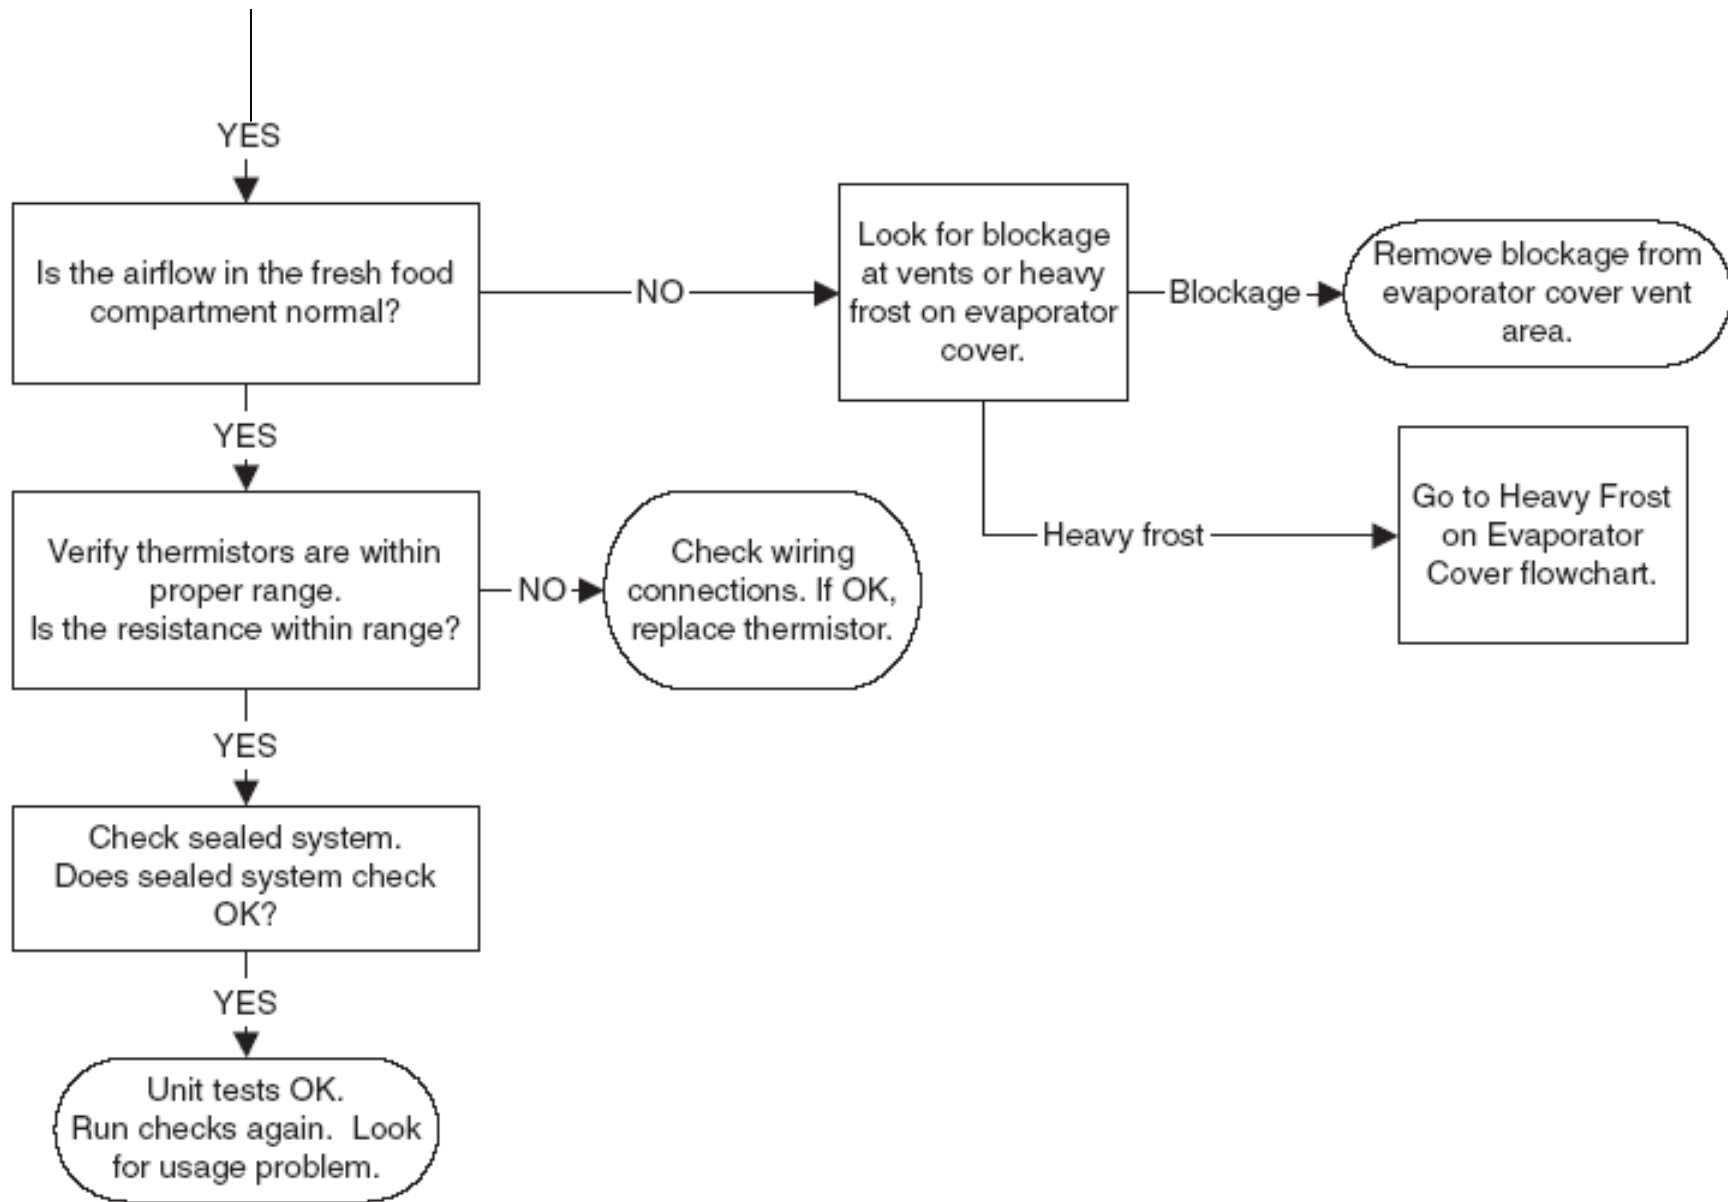 YES
Is the airflow in the fresh food
compartment normal?
NO
Look for blockage
at vents or heavy
frost on evaporator
cover.
Blockage
Remove blockage from
evaporator cover vent
area.
Heavy frost
Go to Heavy Frost
on Evaporator
Cover flowchart.
YES
Verify thermistors are within
proper range.
Is the resistance within range?
NO
Check wiring
connections. If OK,
replace thermistor.
YES
Check sealed system.
Does sealed system check
OK?
YES
Unit tests OK.
Run checks again.  Look
for usage problem.